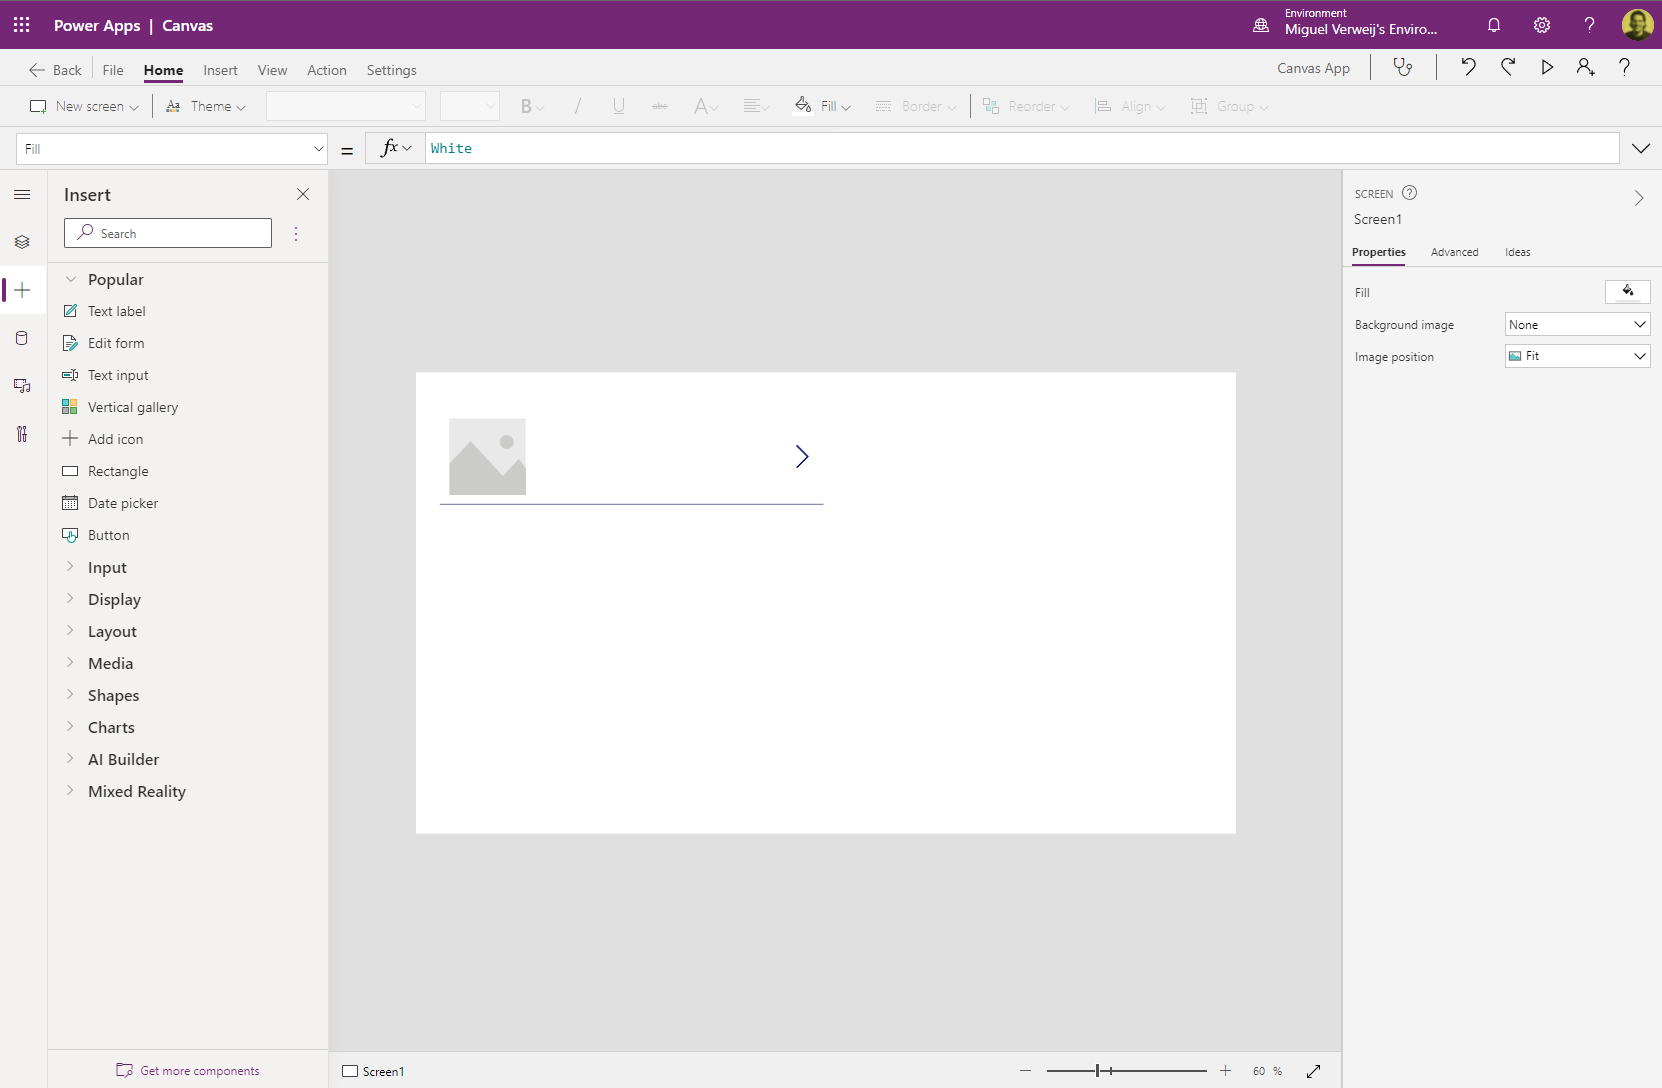 Power Apps | Canvas
Environment
Miguel Verweij's Enviro...
Back File Home Insert View Action Settings
Canvas App
New screen Theme B / U abc A Fill Border Reorder Align Group
Fill = fx White
Insert
Search
Popular
Text label
Edit form
Text input
Vertical gallery
Add icon
Rectangle
Date picker
Button
Input
Display
Layout
Media
Shapes
Charts
AI Builder
Mixed Reality
Get more components
SCREEN
Screen1
Properties Advanced Ideas
Fill
Background image None
Image position Fit
Screen1
60 %